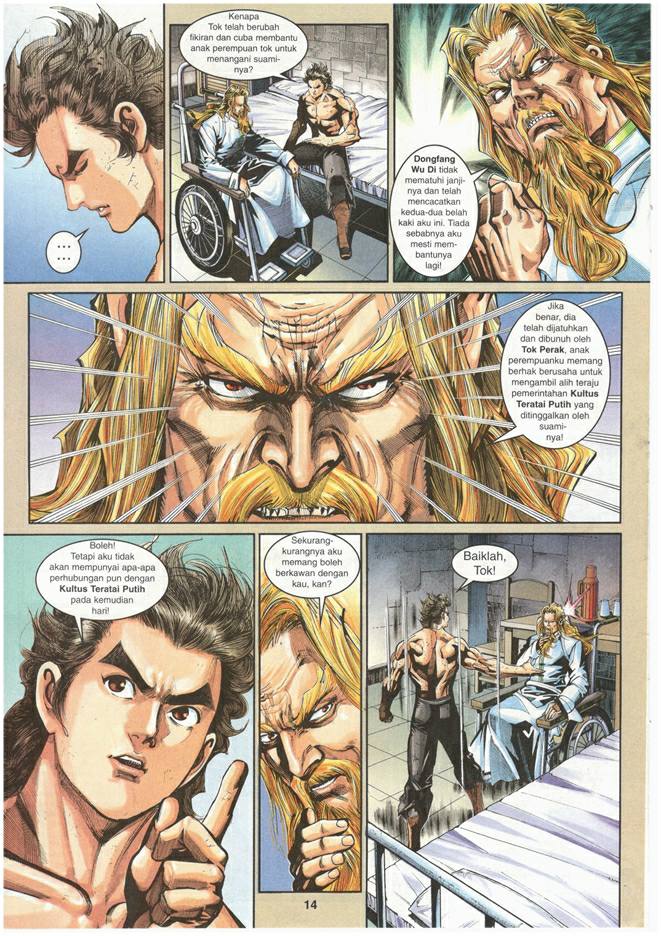 ... 
...
Kenapa
Tok telah berubah
fikiran dan cuba membantu
anak perempuan tok untuk
menangani suami-
nya?
Dongfang
Wu Di tidak
mematuhi janji-
nya dan telah
mencacatkan
kedua-dua belah
kaki aku ini. Tiada
sebabnya aku
mesti mem-
bantunya
lagi!
Jika
benar, dia
telah dijatuhkan
dan dibunuh oleh
Tok Perak, anak
perempuanku memang
berhak berusaha untuk
mengambil alih teraju
pemerintahan Kultus
Teratai Putih yang
ditinggalkan oleh
suami-
nya!
Boleh!
Tetapi aku tidak
akan mempunyai apa-apa
perhubungan pun dengan
Kultus Teratai Putih
pada kemudian
hari!
Sekurang-
kurangnya aku
memang boleh
berkawan dengan
kau, kan?
Baiklah,
Tok!
14